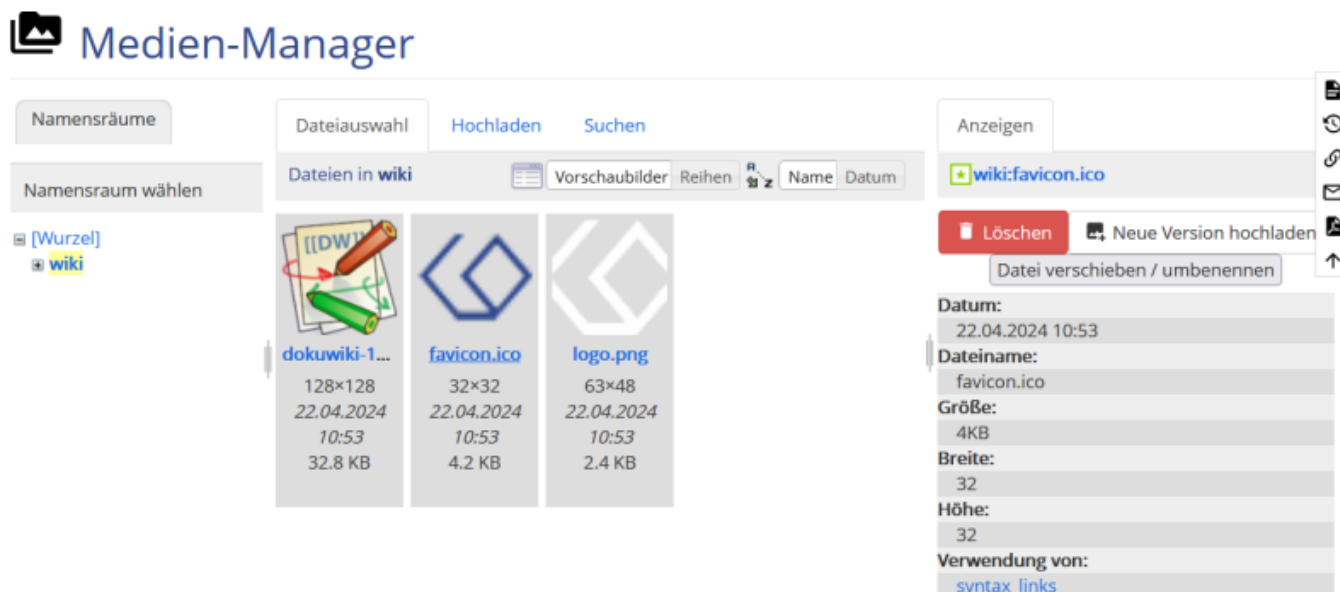 Medien-Manager
Namensräume
Namensraum wählen
[Wurzel]
wiki
Dateiauswahl Hochladen Suchen
Dateien in wiki Vorschaubilder Reihen Name Datum
[[DW]]
dokuwiki-1...
128×128
22.04.2024
10:53
32.8 KB
favicon.ico
32×32
22.04.2024
10:53
4.2 KB
logo.png
63×48
22.04.2024
10:53
2.4 KB
Anzeigen
wiki:favicon.ico
Löschen Neue Version hochladen
Datei verschieben / umbenennen
Datum:
22.04.2024 10:53
Dateiname:
favicon.ico
Größe:
4KB
Breite:
32
Höhe:
32
Verwendung von:
syntax_links